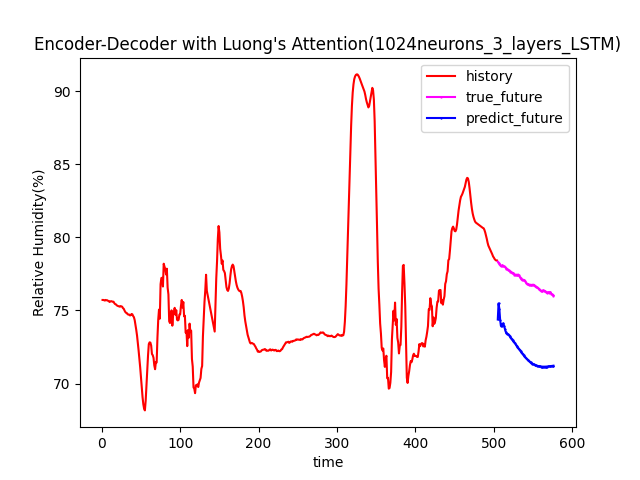 Encoder-Decoder with Luong's Attention(1024neurons_3_layers_LSTM)
history
true_future
predict_future
Relative Humidity(%)
90
85
80
75
70
0 100 200 300 400 500 600
time